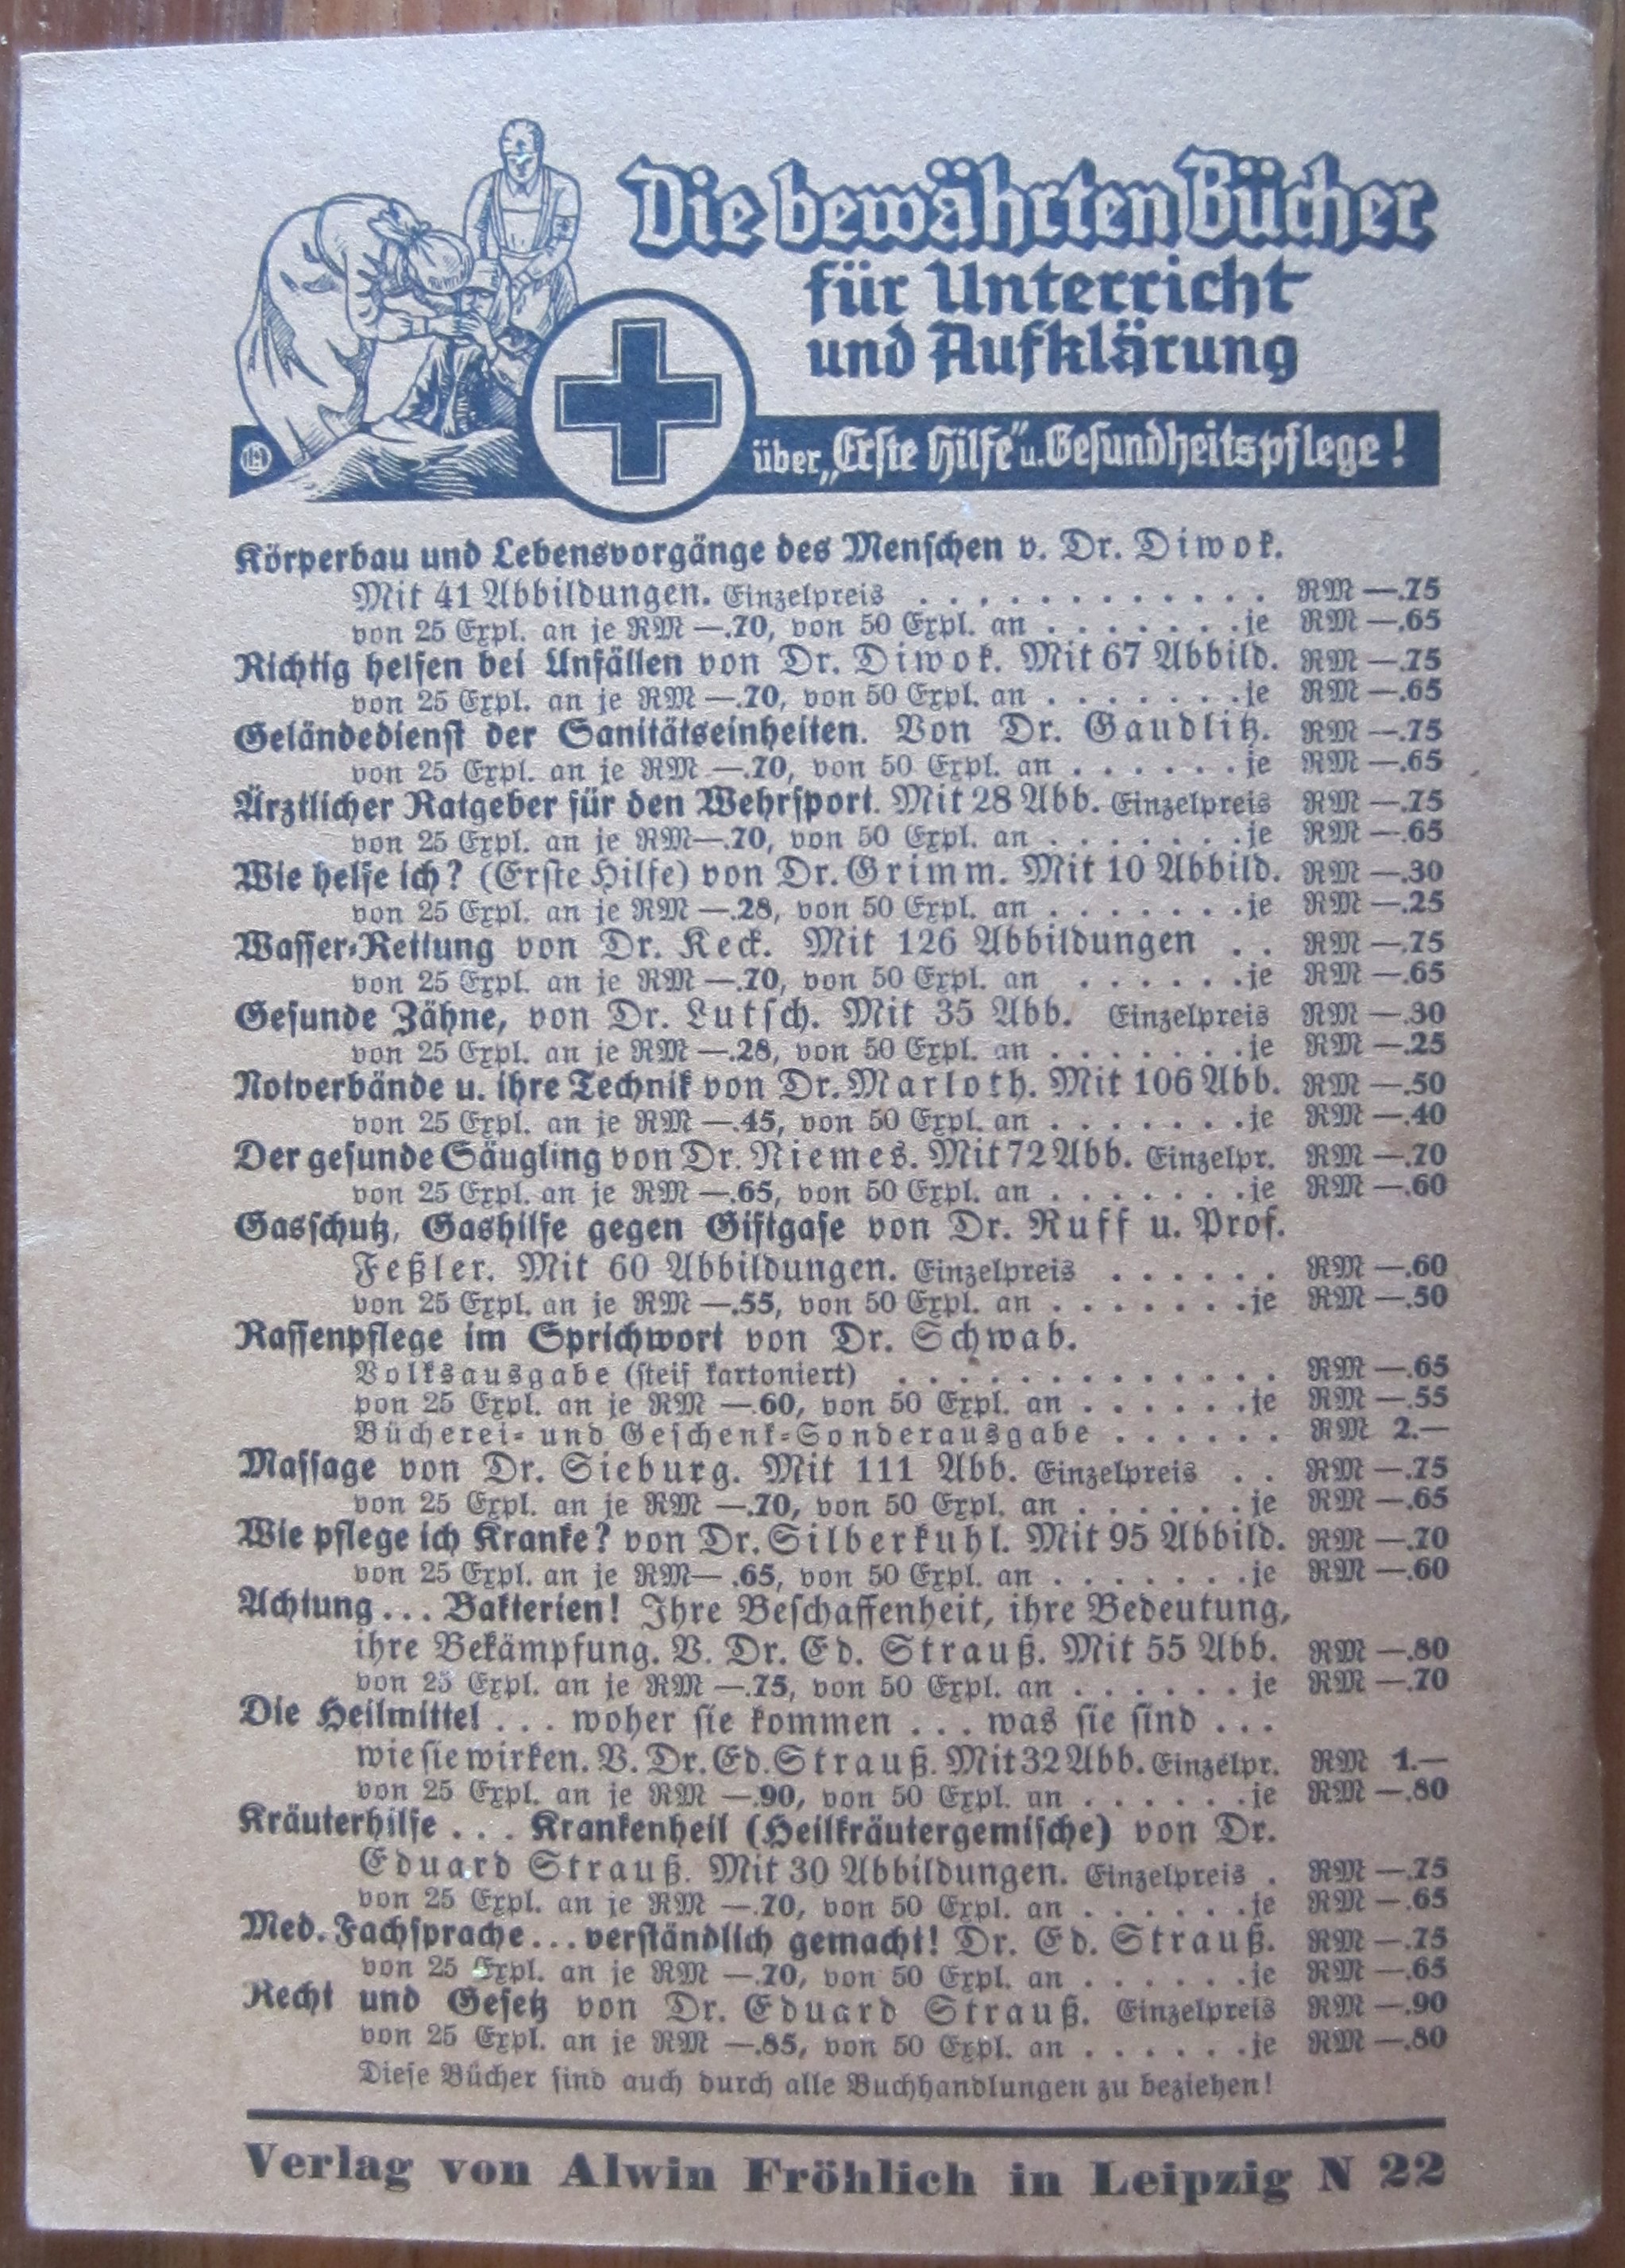 Die bewährten Bücher
für Unterricht
und Aufklärung
über „Erste Hilfe" u. Gesundheitspflege!
Körperbau und Lebensvorgänge des Menschen v. Dr. Diwok.
Mit 41 Abbildungen. Einzelpreis . . . . . . . . . . . . RM —.75
von 25 Expl. an je RM —.70, von 50 Expl. an . . . . . . . je RM —.65
Richtig helfen bei Unfällen von Dr. Diwok. Mit 67 Abbild. RM —.75
von 25 Expl. an je RM —.70, von 50 Expl. an . . . . . . . je RM —.65
Geländedienst der Sanitätseinheiten. Von Dr. Gaudlitz. RM —.75
von 25 Expl. an je RM —.70, von 50 Expl. an . . . . . . je RM —.65
Ärztlicher Ratgeber für den Wehrsport. Mit 28 Abb. Einzelpreis RM —.75
von 25 Expl. an je RM —.70, von 50 Expl. an . . . . . . . je RM —.65
Wie helfe ich? (Erste Hilfe) von Dr. Grimm. Mit 10 Abbild. RM —.30
von 25 Expl. an je RM —.28, von 50 Expl. an . . . . . . . je RM —.25
Wasser-Rettung von Dr. Keck. Mit 126 Abbildungen . . RM —.75
von 25 Expl. an je RM —.70, von 50 Expl. an . . . . . . je RM —.65
Gesunde Zähne, von Dr. Lutsch. Mit 35 Abb. Einzelpreis RM —.30
von 25 Expl. an je RM —.28, von 50 Expl. an . . . . . . . je RM —.25
Notverbände u. ihre Technik von Dr. Marloth. Mit 106 Abb. RM —.50
von 25 Expl. an je RM —.45, von 50 Expl. an . . . . . . . je RM —.40
Der gesunde Säugling von Dr. Niemes. Mit 72 Abb. Einzelpr. RM —.70
von 25 Expl. an je RM —.65, von 50 Expl. an . . . . . . . je RM —.60
Gasschutz, Gashilfe gegen Giftgase von Dr. Ruff u. Prof.
Feßler. Mit 60 Abbildungen. Einzelpreis . . . . . . RM —.60
von 25 Expl. an je RM —.55, von 50 Expl. an . . . . . . . je RM —.50
Rassenpflege im Sprichwort von Dr. Schwab.
Volksausgabe (steif kartoniert) . . . . . . . . . . . . . RM —.65
von 25 Expl. an je RM —.60, von 50 Expl. an . . . . . . je RM —.55
Bücherei- und Geschenk-Sonderausgabe . . . . . . RM 2.—
Massage von Dr. Sieburg. Mit 111 Abb. Einzelpreis . . RM —.75
von 25 Expl. an je RM —.70, von 50 Expl. an . . . . . . je RM —.65
Wie pflege ich Kranke? von Dr. Silberkuhl. Mit 95 Abbild. RM —.70
von 25 Expl. an je RM — .65, von 50 Expl. an . . . . . . . je RM —.60
Achtung... Bakterien! Ihre Beschaffenheit, ihre Bedeutung,
ihre Bekämpfung. V. Dr. Ed. Strauß. Mit 55 Abb. RM —.80
von 25 Expl. an je RM —.75, von 50 Expl. an . . . . . . je RM —.70
Die Heilmittel . . . woher sie kommen . . . was sie sind . . .
wie sie wirken. V. Dr. Ed. Strauß. Mit 32 Abb. Einzelpr. RM 1.—
von 25 Expl. an je RM —.90, von 50 Expl. an . . . . . . je RM —.80
Kräuterhilfe . . . Krankenheil (Heilkräutergemische) von Dr.
Eduard Strauß. Mit 30 Abbildungen. Einzelpreis . RM —.75
von 25 Expl. an je RM —.70, von 50 Expl. an . . . . . . je RM —.65
Med. Fachsprache... verständlich gemacht! Dr. Ed. Strauß. RM —.75
von 25 Expl. an je RM —.70, von 50 Expl. an . . . . . . je RM —.65
Recht und Gesetz von Dr. Eduard Strauß. Einzelpreis RM —.90
von 25 Expl. an je RM —.85, von 50 Expl. an . . . . . . je RM —.80
Diese Bücher sind auch durch alle Buchhandlungen zu beziehen!
Verlag von Alwin Fröhlich in Leipzig N 22